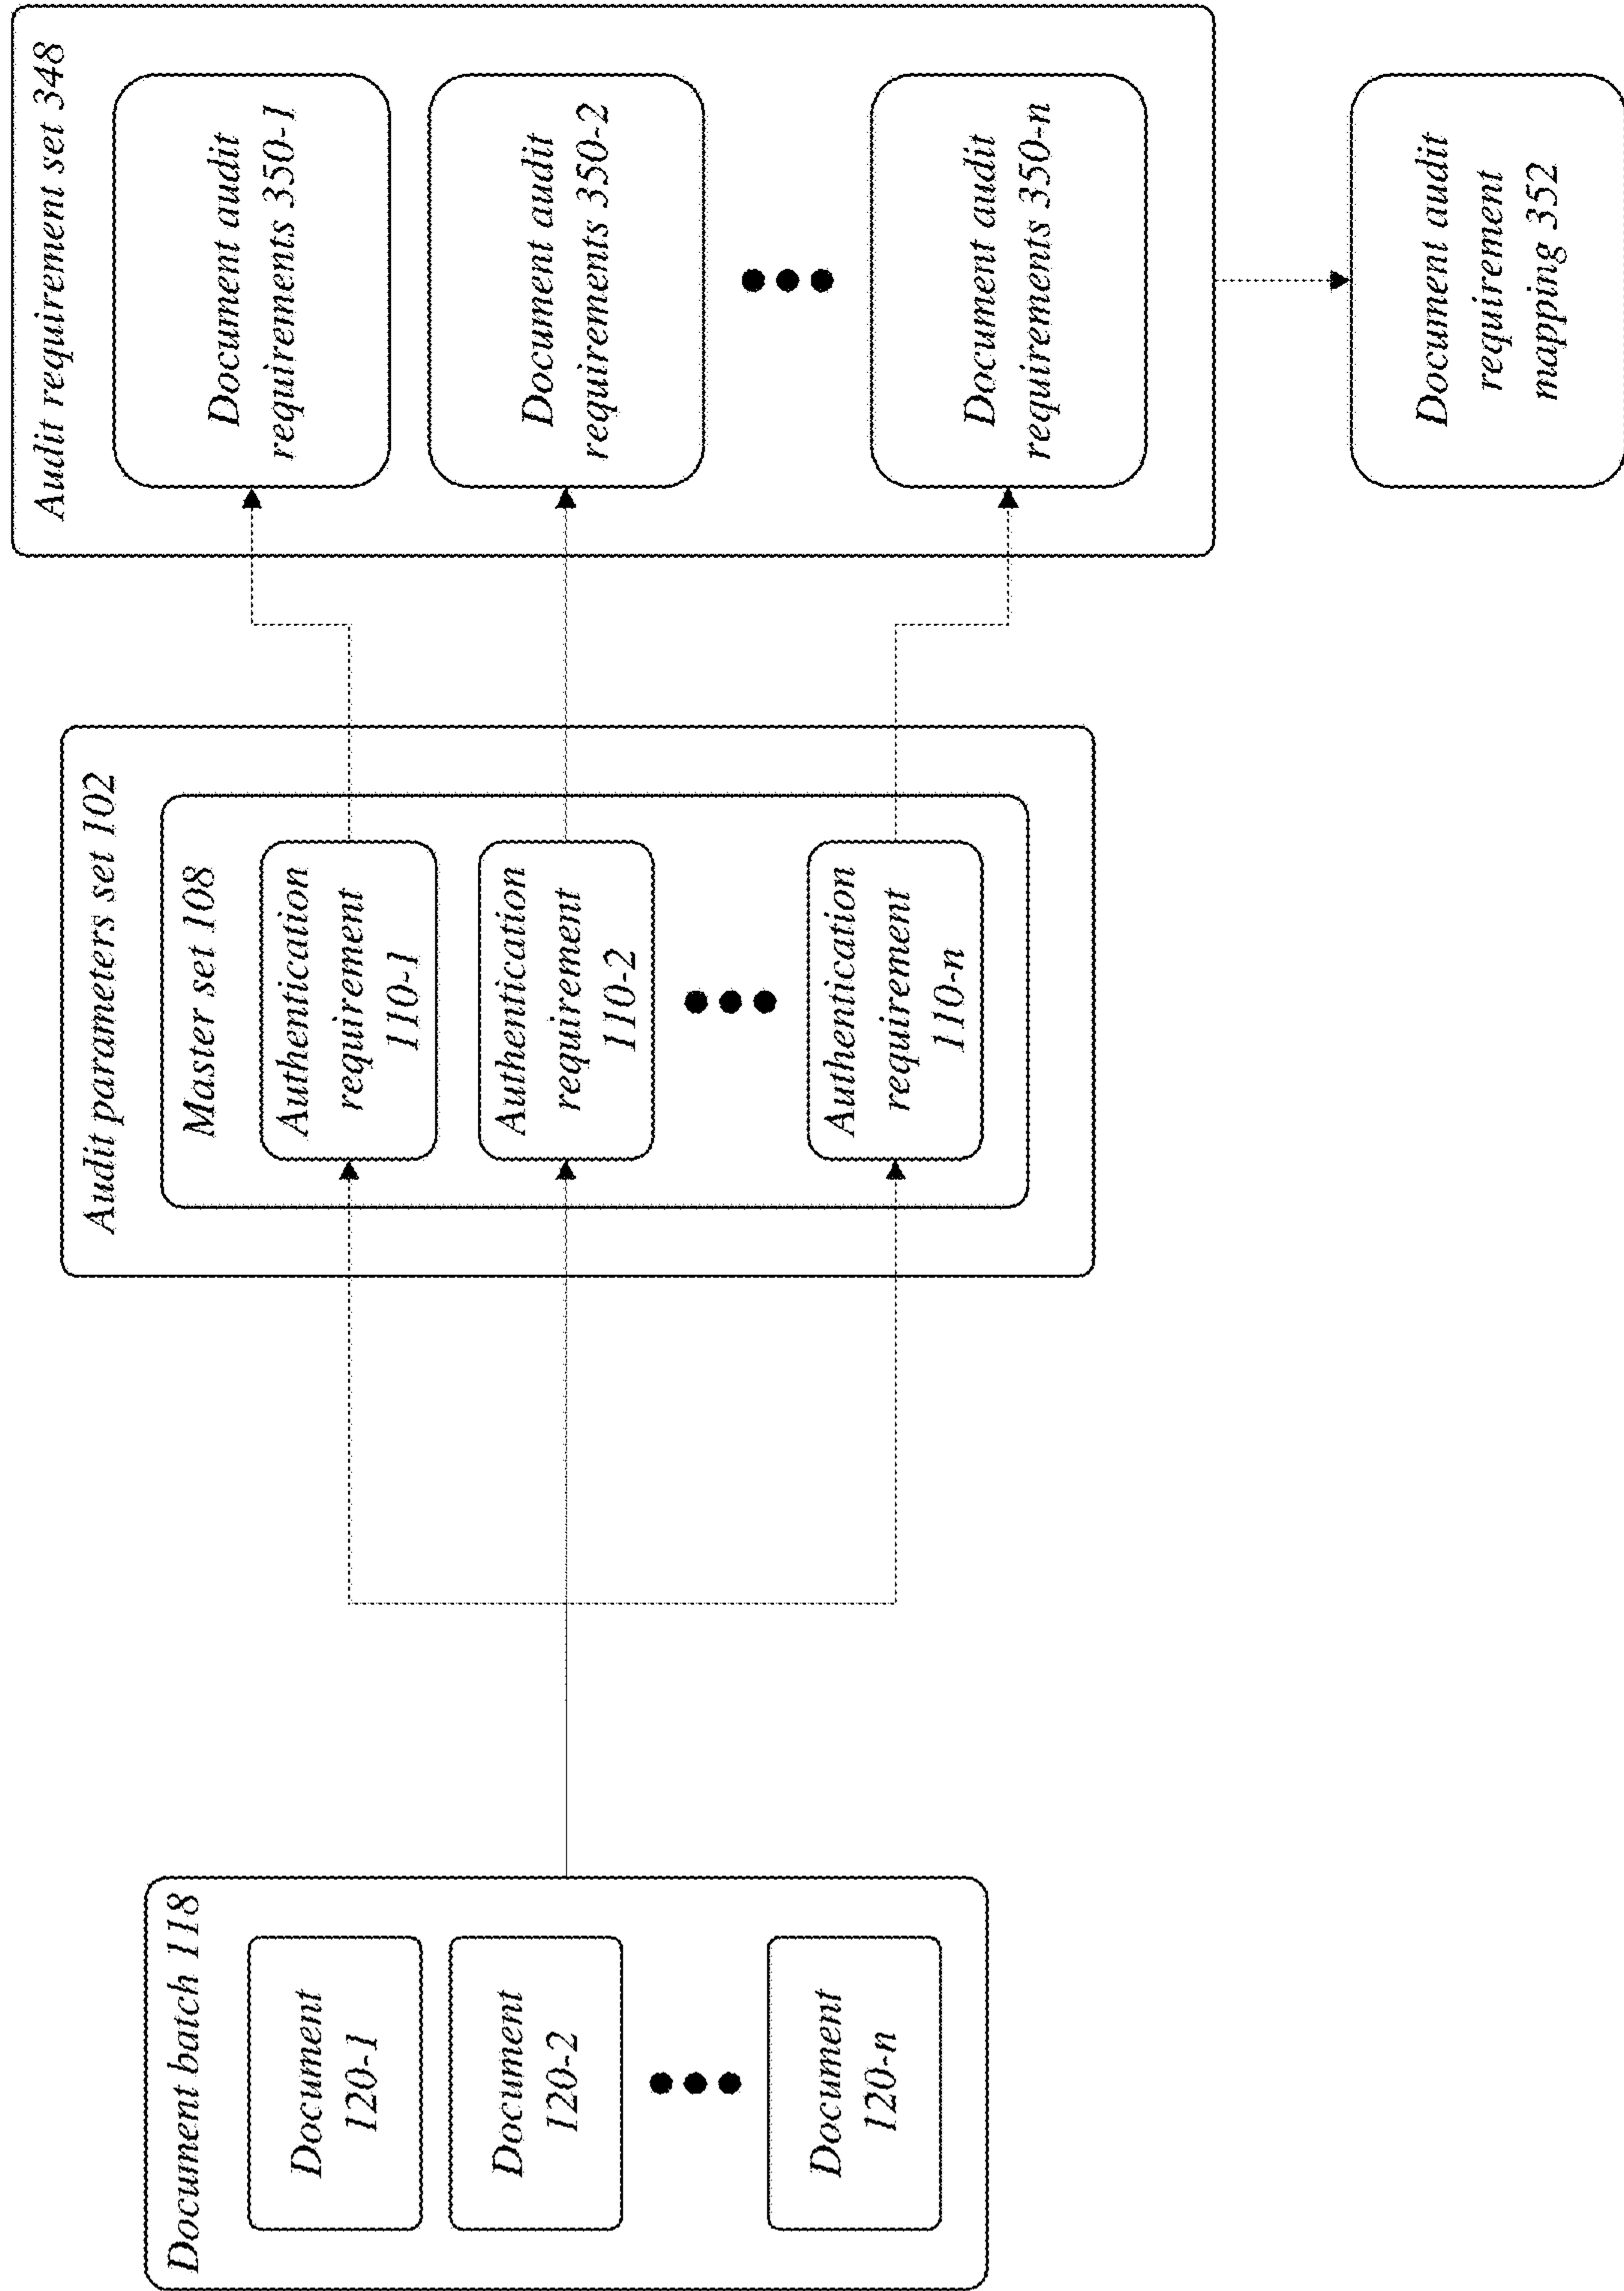 Document batch 118
Document
120-1
Document
120-2
Document
120-n
Audit parameters set 102
Master set 108
Authentication
requirement
110-1
Authentication
requirement
110-2
Authentication
requirement
110-n
Audit requirement set 348
Document audit
requirements 350-1
Document audit
requirements 350-2
Document audit
requirements 350-n
Document audit
requirement
mapping 352